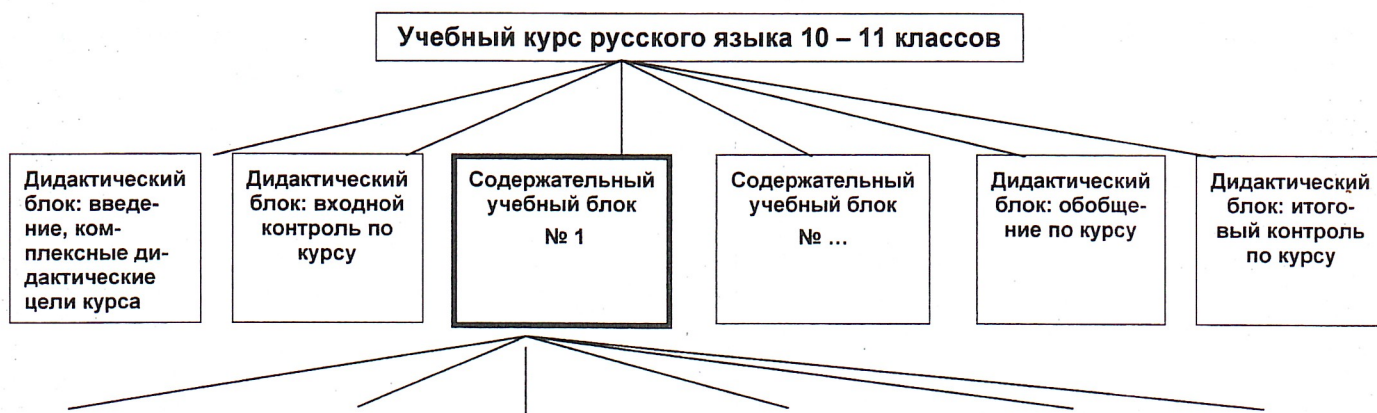 Учебный курс русского языка 10 – 11 классов
Дидактический
блок: введе-
ние, ком-
плексные ди-
дактические
цели курса
Дидактический
блок: входной
контроль по
курсу
Содержательный
учебный блок
№ 1
Содержательный
учебный блок
№ ...
Дидактический
блок: обобще-
ние по курсу
Дидактический
блок: итого-
вый контроль
по курсу